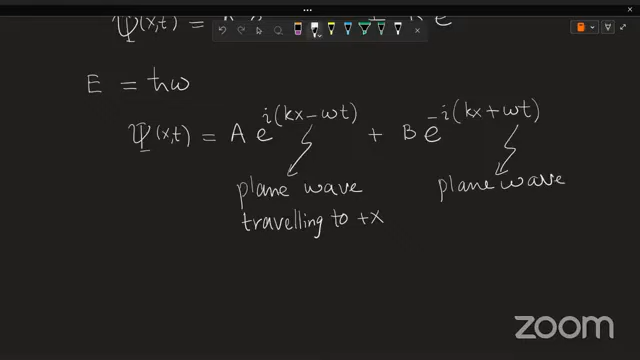 Ψ(x,t) =
E = ħω
Ψ(x,t) = A e^{i(kx-ωt)} + B e^{-i(kx+ωt)}
plane wave plane wave
travelling to +x
zoom